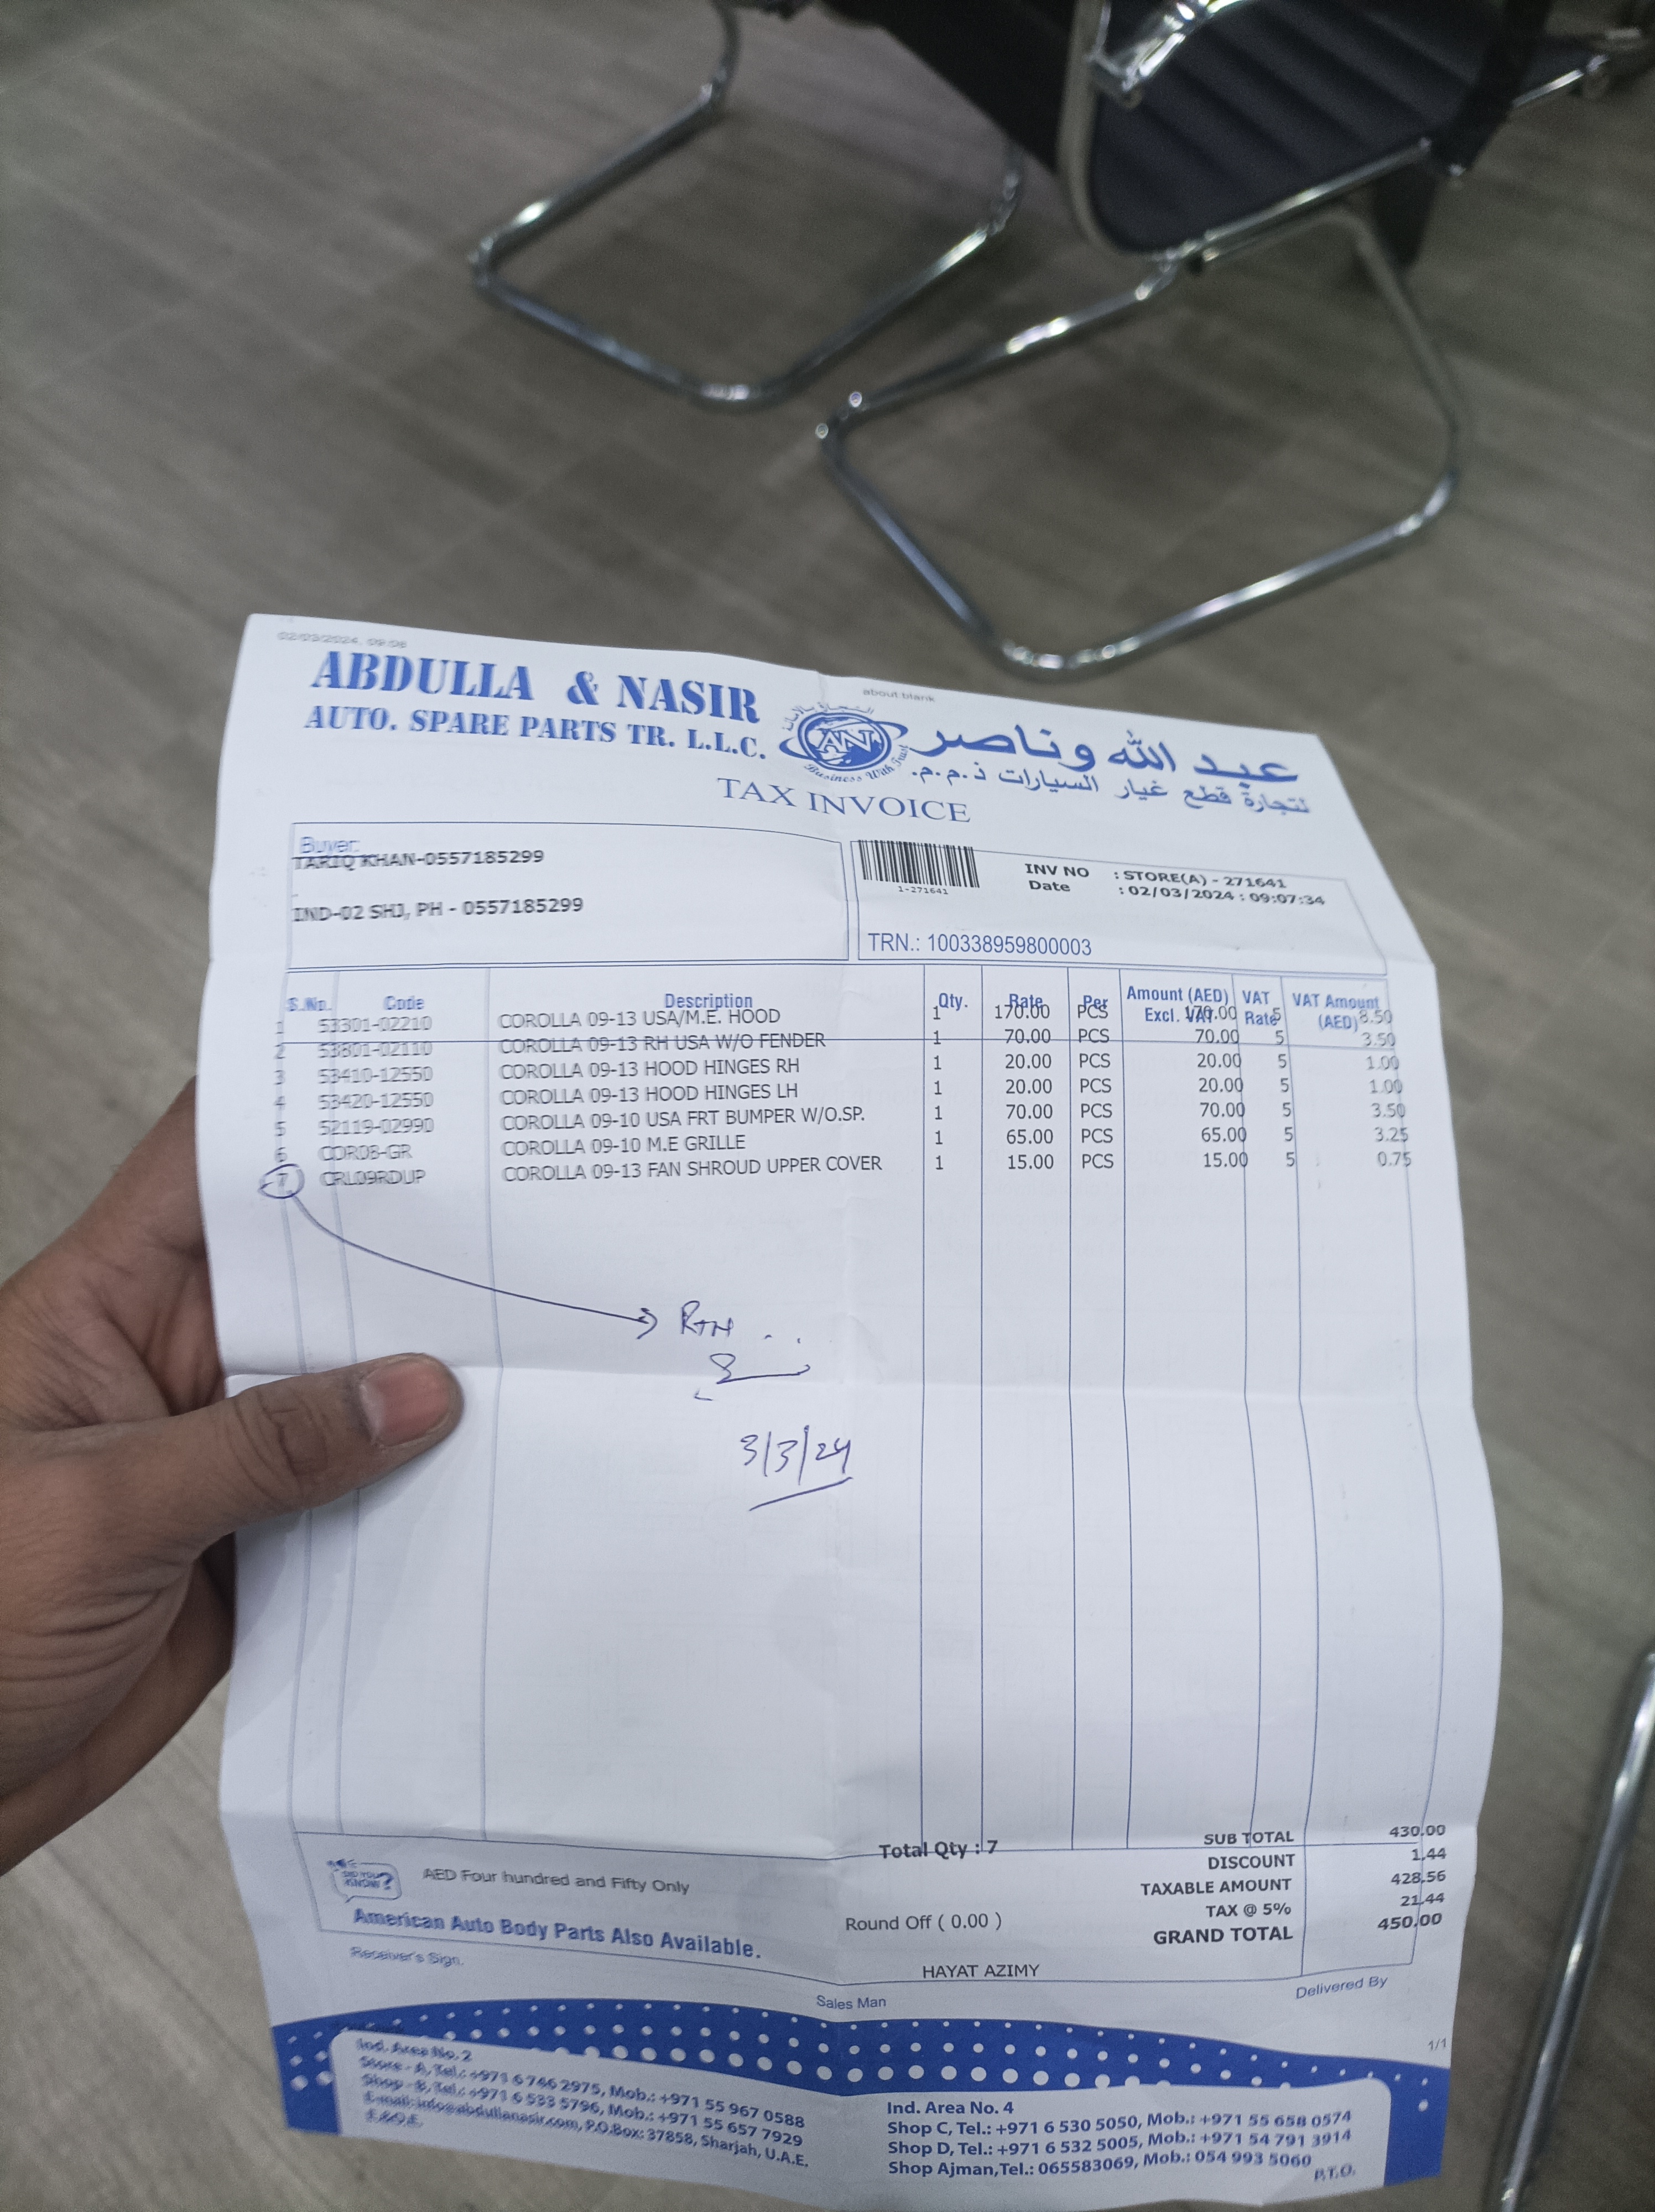 02/03/2024, 09:08
about:blank
ABDULLA & NASIR
AUTO. SPARE PARTS TR. L.L.C.
AN
Business With Trust
عبد الله وناصر
لتجارة قطع غيار السيارات ذ.م.م.
TAX INVOICE
Buyer:
TARIQ KHAN-0557185299
IND-02 SHJ, PH - 0557185299
1-271641
INV NO : STORE(A) - 271641
Date : 02/03/2024 : 09:07:34
TRN.: 100338959800003
S.No. Code Description Qty. Rate Per Amount (AED) Excl. VAT VAT Rate VAT Amount (AED)
1 53301-02210 COROLLA 09-13 USA/M.E. HOOD 1 170.00 PCS 170.00 5 8.50
2 53801-02110 COROLLA 09-13 RH USA W/O FENDER 1 70.00 PCS 70.00 5 3.50
3 53410-12550 COROLLA 09-13 HOOD HINGES RH 1 20.00 PCS 20.00 5 1.00
4 53420-12550 COROLLA 09-13 HOOD HINGES LH 1 20.00 PCS 20.00 5 1.00
5 52119-02990 COROLLA 09-10 USA FRT BUMPER W/O.SP. 1 70.00 PCS 70.00 5 3.50
6 COR08-GR COROLLA 09-10 M.E GRILLE 1 65.00 PCS 65.00 5 3.25
7 CRL09RDUP COROLLA 09-13 FAN SHROUD UPPER COVER 1 15.00 PCS 15.00 5 0.75
3/3/24
Total Qty : 7
SUB TOTAL 430.00
DISCOUNT 1.44
TAXABLE AMOUNT 428.56
TAX @ 5% 21.44
GRAND TOTAL 450.00
DID YOU KNOW?
AED Four hundred and Fifty Only
Round Off ( 0.00 )
American Auto Body Parts Also Available.
Receiver's Sign.
HAYAT AZIMY
Sales Man
Delivered By
1/1
Ind. Area No. 2
Store - A, Tel.: +971 6 746 2975, Mob.: +971 55 967 0588
Shop - B, Tel.: +971 6 533 5796, Mob.: +971 55 657 7929
E-mail: info@abdullanasir.com, P.O.Box: 37858, Sharjah, U.A.E.
E.&O.E.
Ind. Area No. 4
Shop C, Tel.: +971 6 530 5050, Mob.: +971 55 658 0574
Shop D, Tel.: +971 6 532 5005, Mob.: +971 54 791 3914
Shop Ajman,Tel.: 065583069, Mob.: 054 993 5060
P.T.O.